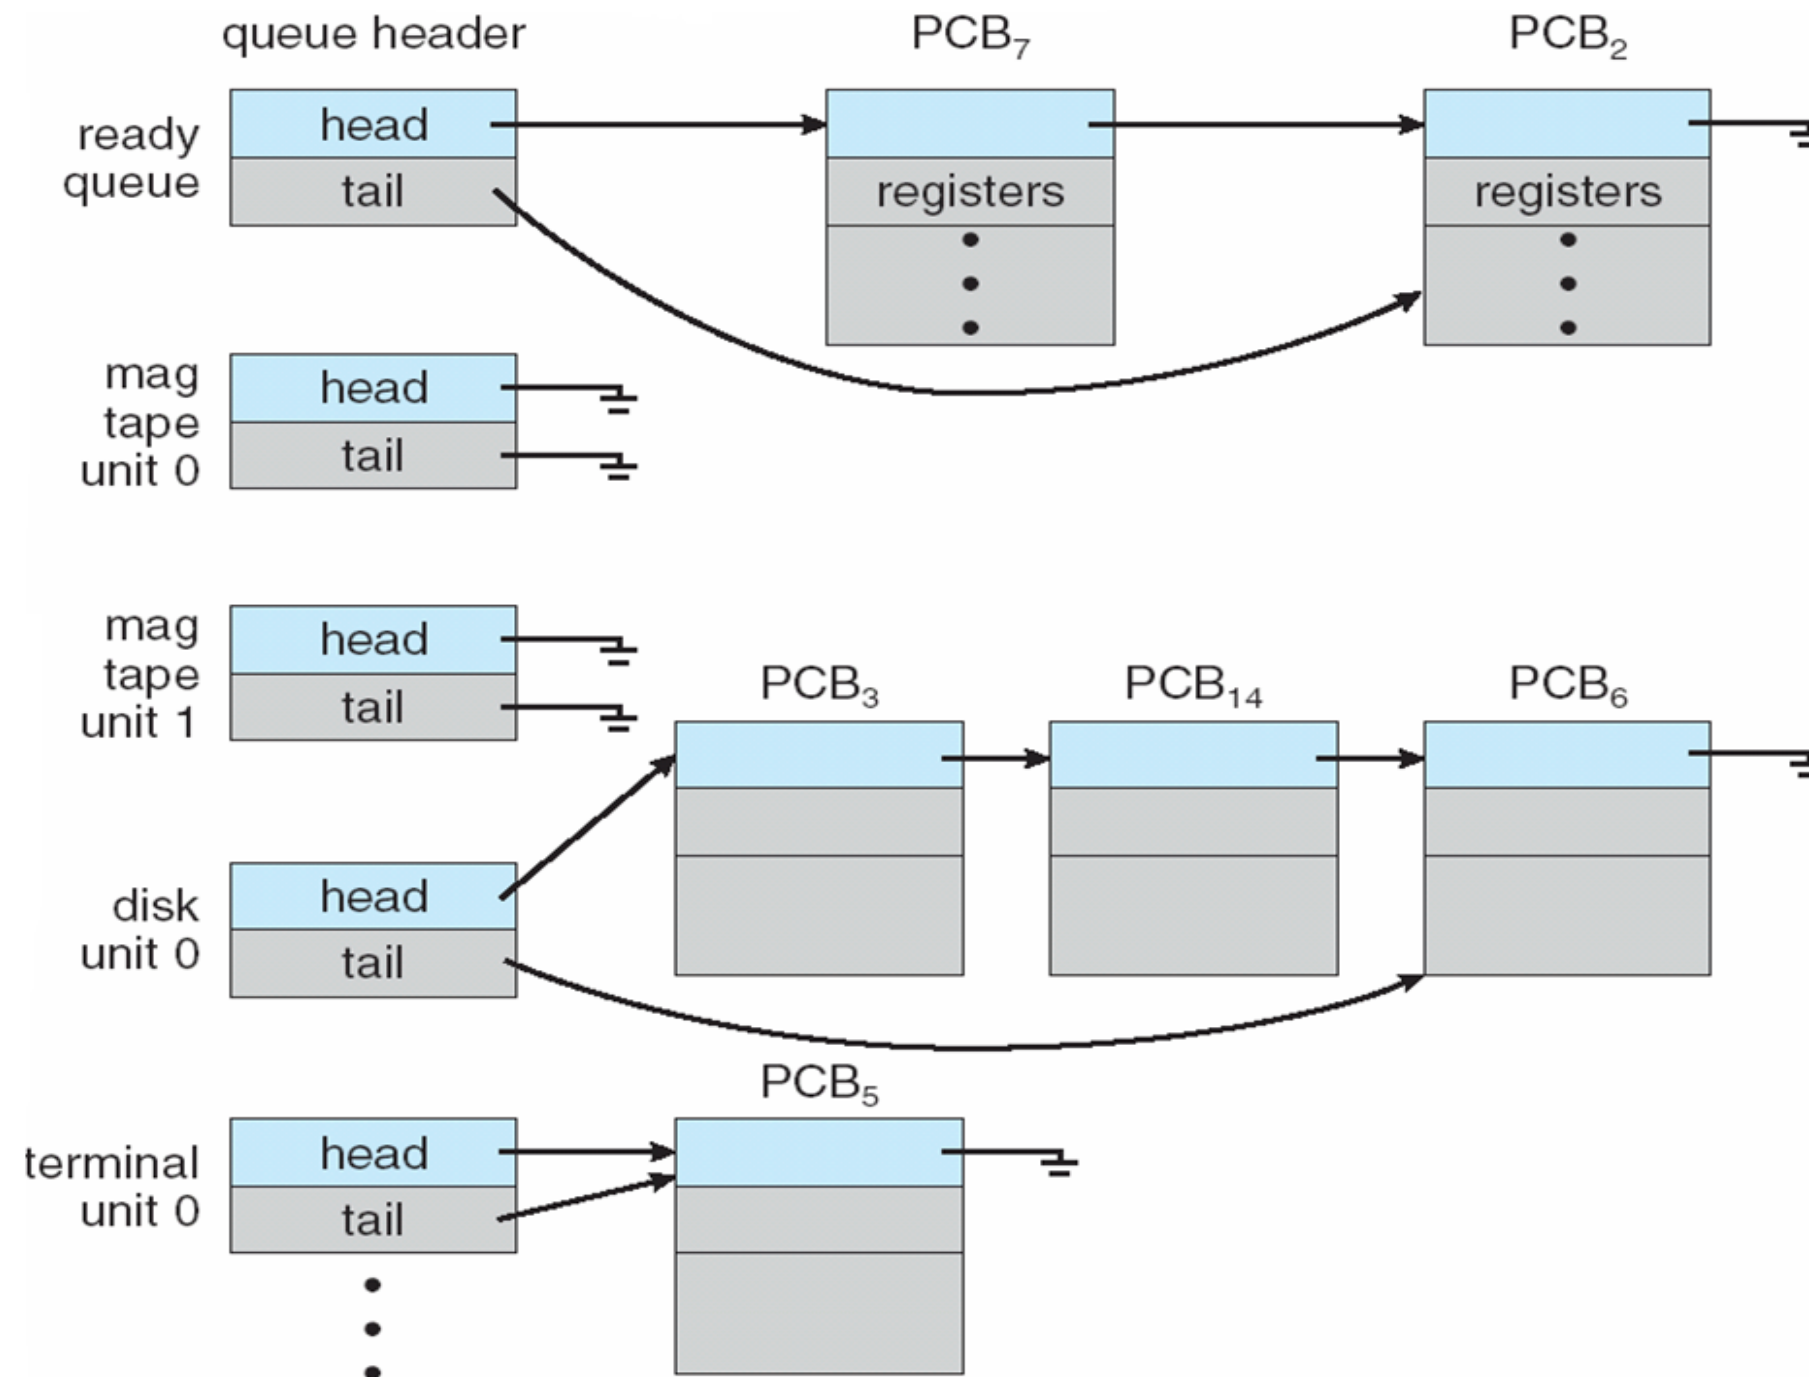 queue header
PCB₇
PCB₂
ready
queue
head
tail
registers
registers
mag
tape
unit 0
head
tail
mag
tape
unit 1
head
tail
PCB₃
PCB₁₄
PCB₆
disk
unit 0
head
tail
PCB₅
terminal
unit 0
head
tail